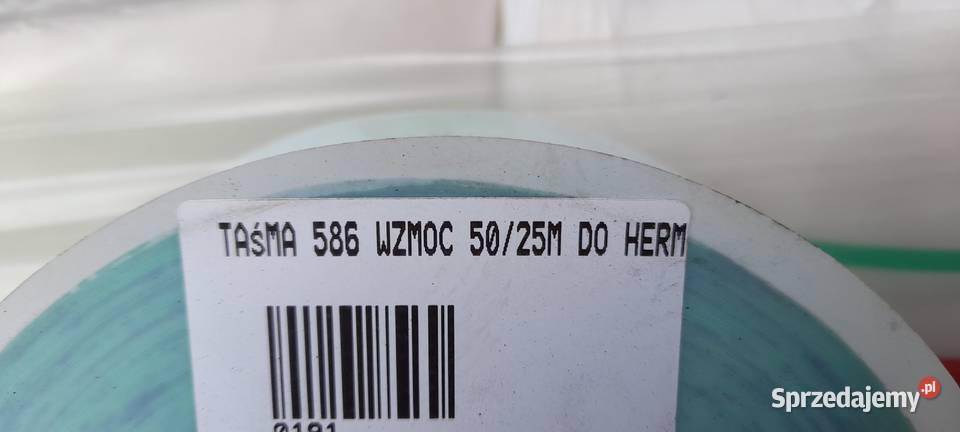 TAśMA 586 WZMOC 50/25M DO HERM
Sprzedajemy.pl